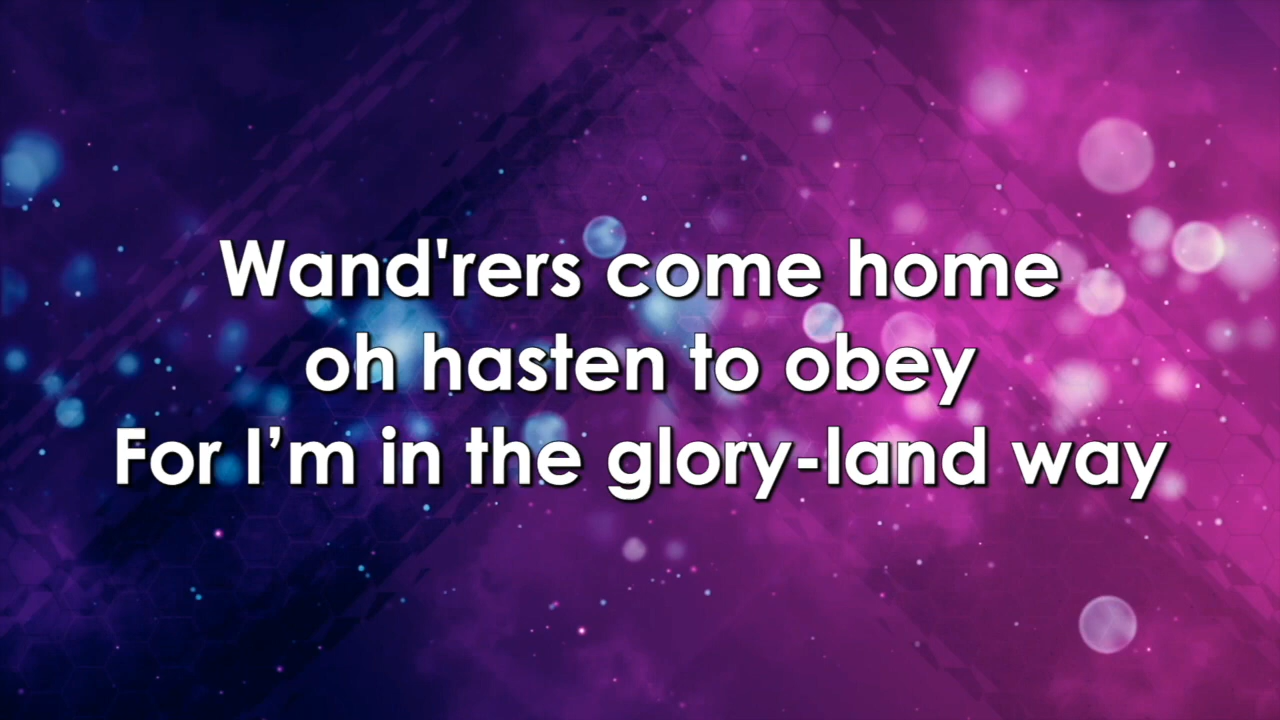 Wand'rers come home
oh hasten to obey
For I’m in the glory-land way